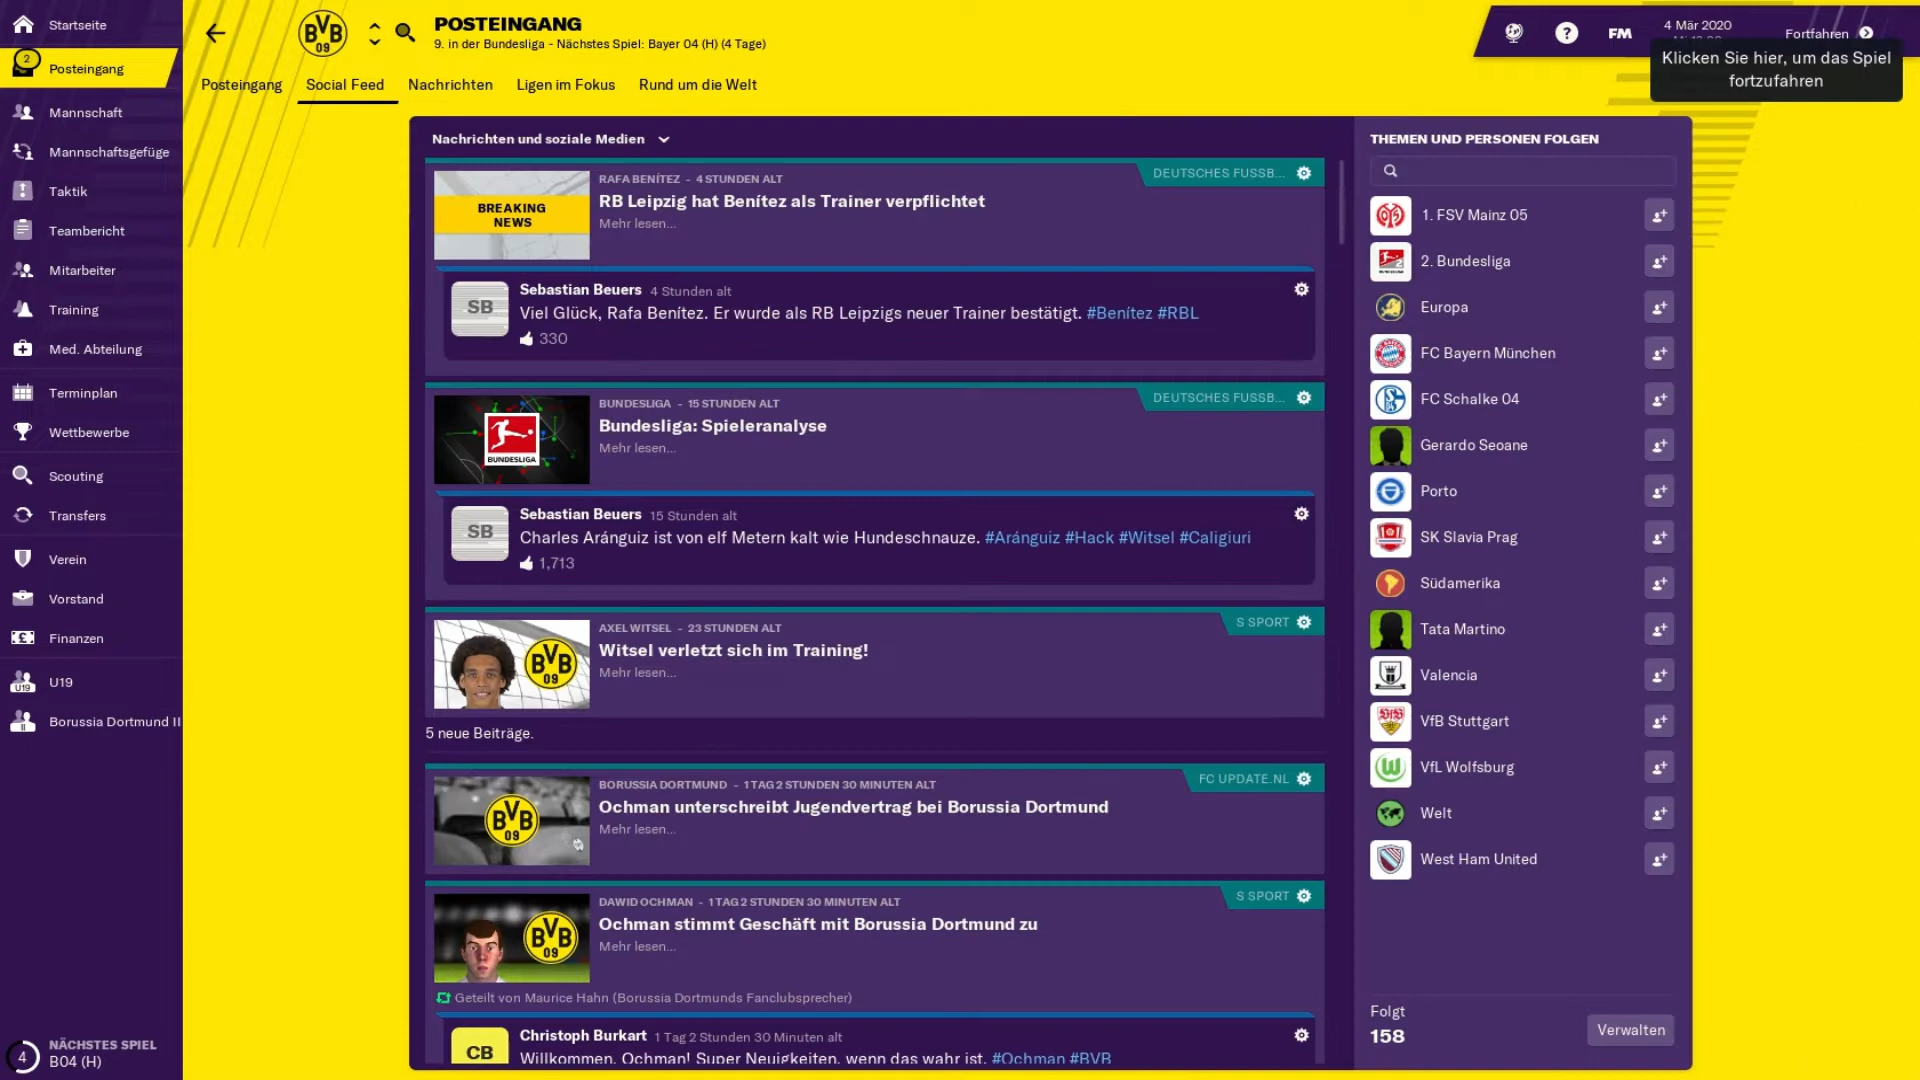 Startseite
2
Posteingang
Mannschaft
Mannschaftsgefüge
Taktik
Teambericht
Mitarbeiter
Training
Med. Abteilung
Terminplan
Wettbewerbe
Scouting
Transfers
Verein
Vorstand
Finanzen
U19
U19
II
Borussia Dortmund II
4
NÄCHSTES SPIEL
B04 (H)
BVB
09
POSTEINGANG
9. in der Bundesliga - Nächstes Spiel: Bayer 04 (H) (4 Tage)
?
FM
4 Mär 2020
Fortfahren
Klicken Sie hier, um das Spiel
fortzufahren
Posteingang
Social Feed
Nachrichten
Ligen im Fokus
Rund um die Welt
Nachrichten und soziale Medien
BREAKING
NEWS
RAFA BENÍTEZ - 4 STUNDEN ALT
DEUTSCHES FUSSB...
RB Leipzig hat Benítez als Trainer verpflichtet
Mehr lesen...
SB
Sebastian Beuers 4 Stunden alt
Viel Glück, Rafa Benítez. Er wurde als RB Leipzigs neuer Trainer bestätigt. #Benítez #RBL
330
BUNDESLIGA
BUNDESLIGA - 15 STUNDEN ALT
DEUTSCHES FUSSB...
Bundesliga: Spieleranalyse
Mehr lesen...
SB
Sebastian Beuers 15 Stunden alt
Charles Aránguiz ist von elf Metern kalt wie Hundeschnauze. #Aránguiz #Hack #Witsel #Caligiuri
1,713
BVB
09
AXEL WITSEL - 23 STUNDEN ALT
S SPORT
Witsel verletzt sich im Training!
Mehr lesen...
5 neue Beiträge.
BVB
09
BORUSSIA DORTMUND - 1 TAG 2 STUNDEN 30 MINUTEN ALT
FC UPDATE.NL
Ochman unterschreibt Jugendvertrag bei Borussia Dortmund
Mehr lesen...
BVB
09
DAWID OCHMAN - 1 TAG 2 STUNDEN 30 MINUTEN ALT
S SPORT
Ochman stimmt Geschäft mit Borussia Dortmund zu
Mehr lesen...
Geteilt von Maurice Hahn (Borussia Dortmunds Fanclubsprecher)
CB
Christoph Burkart 1 Tag 2 Stunden 30 Minuten alt
Willkommen, Ochman! Super Neuigkeiten, wenn das wahr ist. #Ochman #BVB
THEMEN UND PERSONEN FOLGEN
1. FSV Mainz 05
2. Bundesliga
Europa
FC Bayern München
FC Schalke 04
Gerardo Seoane
Porto
SK Slavia Prag
Südamerika
Tata Martino
Valencia
VfB Stuttgart
VfL Wolfsburg
Welt
West Ham United
Folgt
158
Verwalten